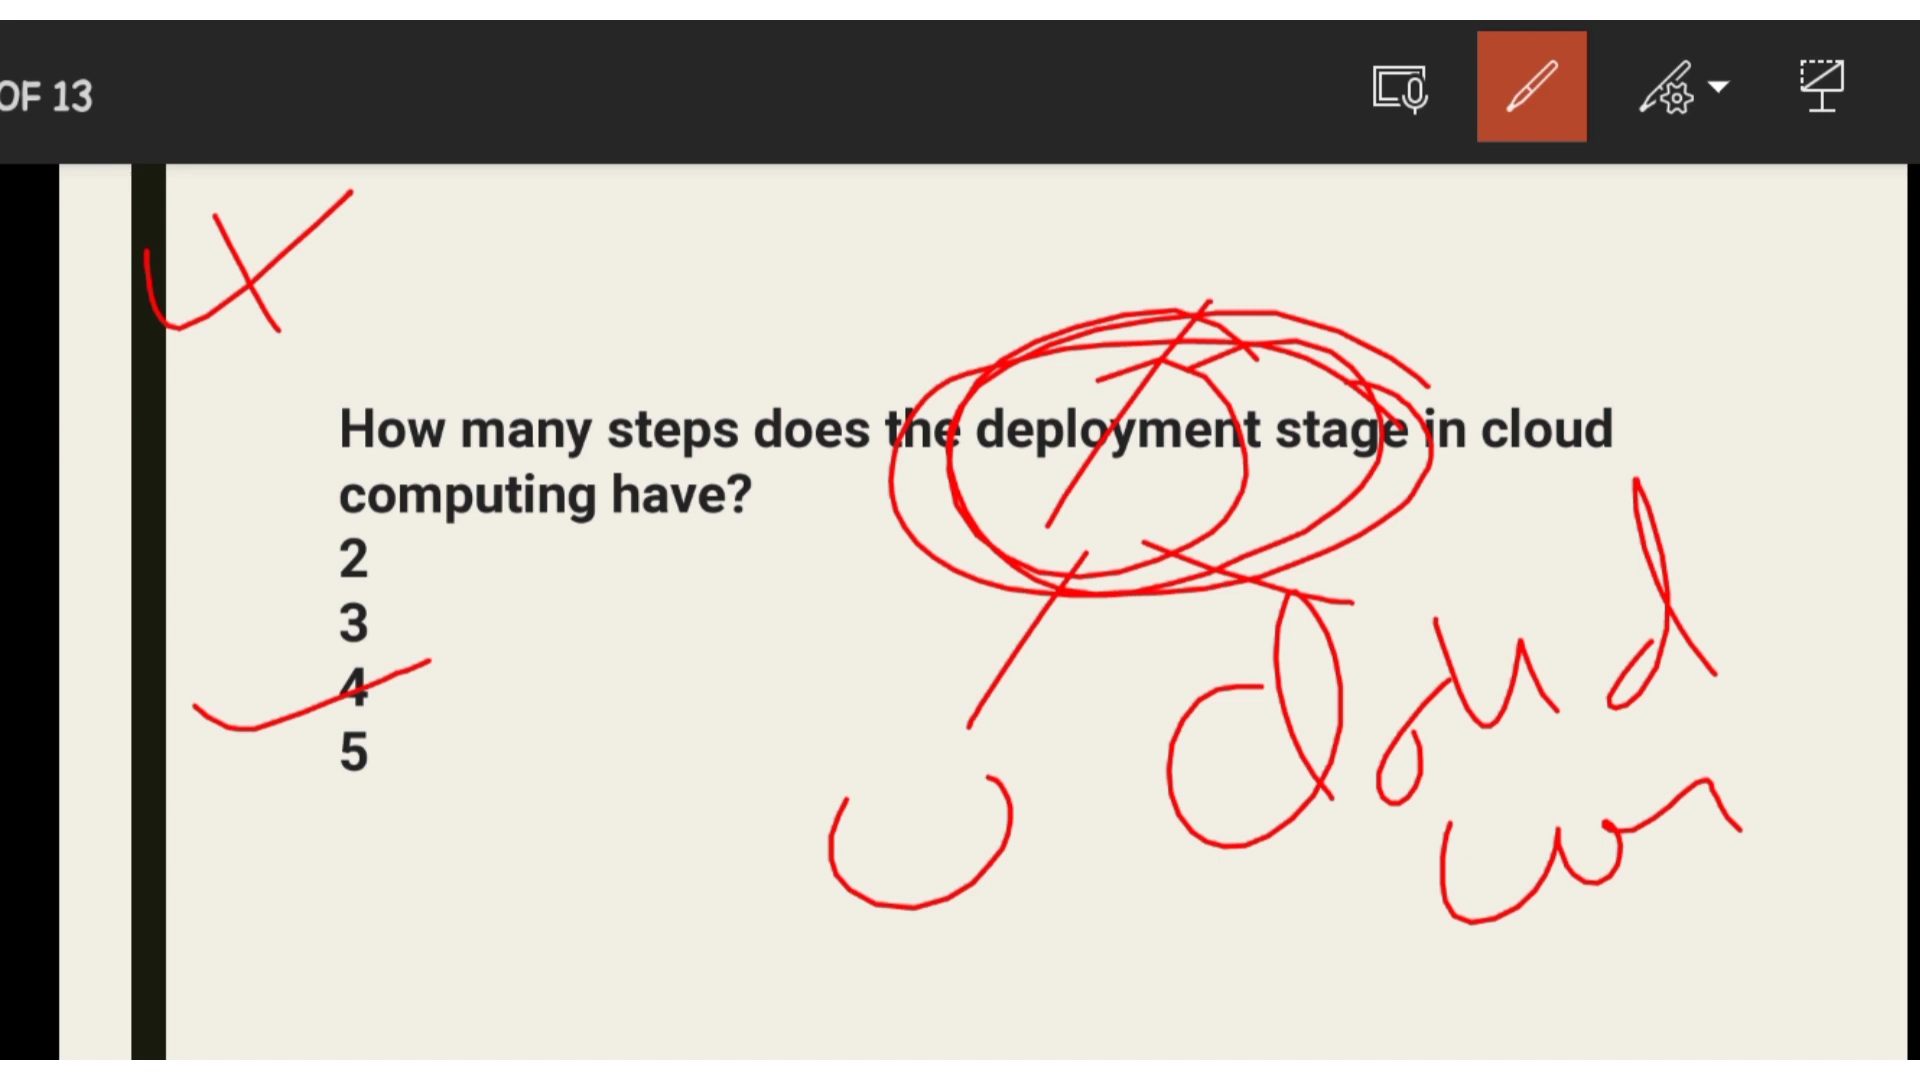 OF 13
How many steps does the deployment stage in cloud
computing have?
2
3
4
5
cloud